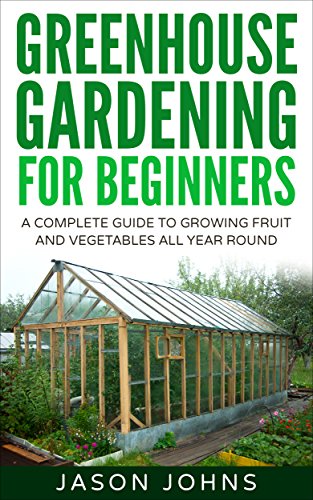 GREENHOUSE
GARDENING
FOR BEGINNERS
A COMPLETE GUIDE TO GROWING FRUIT
AND VEGETABLES ALL YEAR ROUND
JASON JOHNS